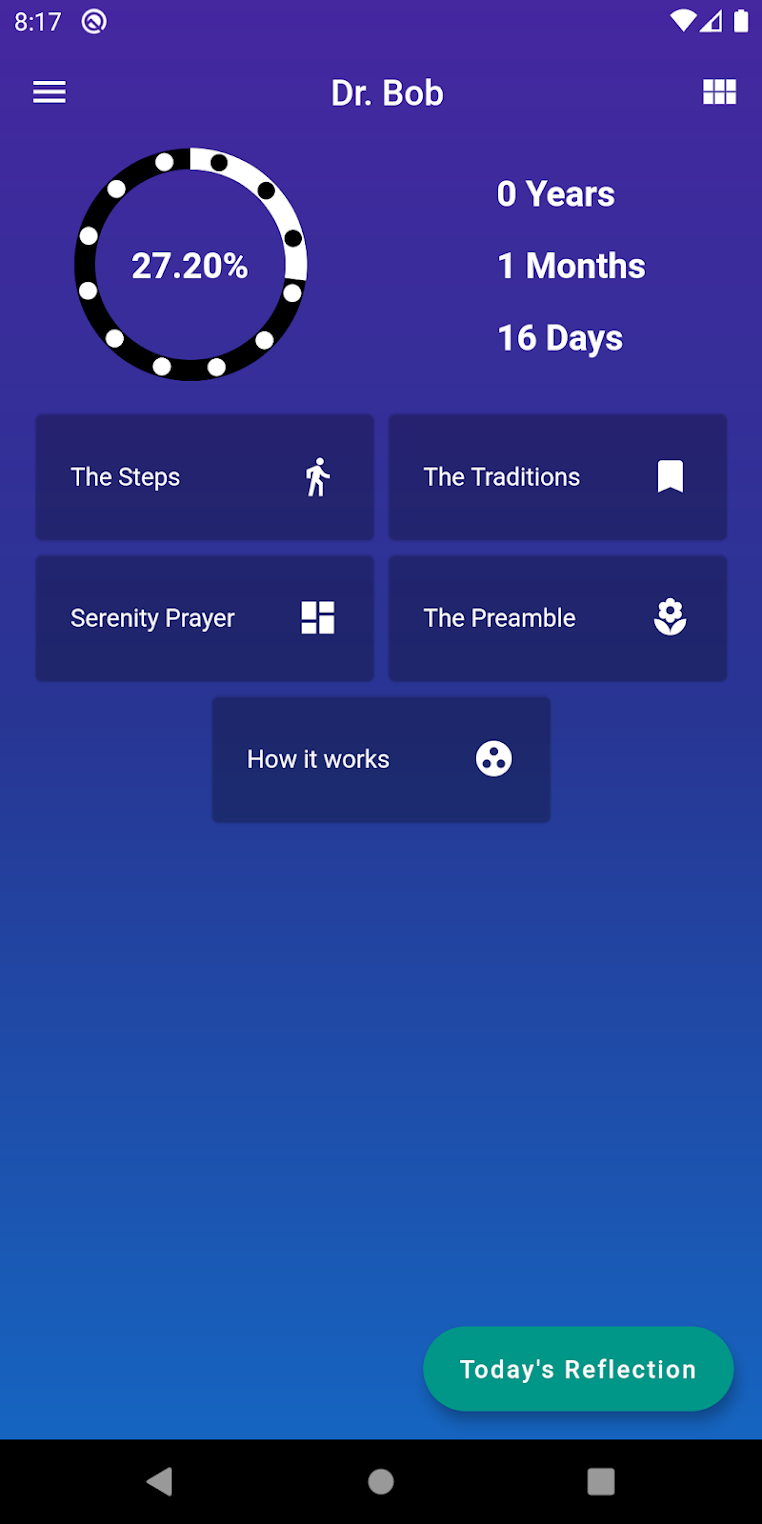 8:17
Dr. Bob
27.20%
0 Years
1 Months
16 Days
The Steps
The Traditions
Serenity Prayer
The Preamble
How it works
Today's Reflection